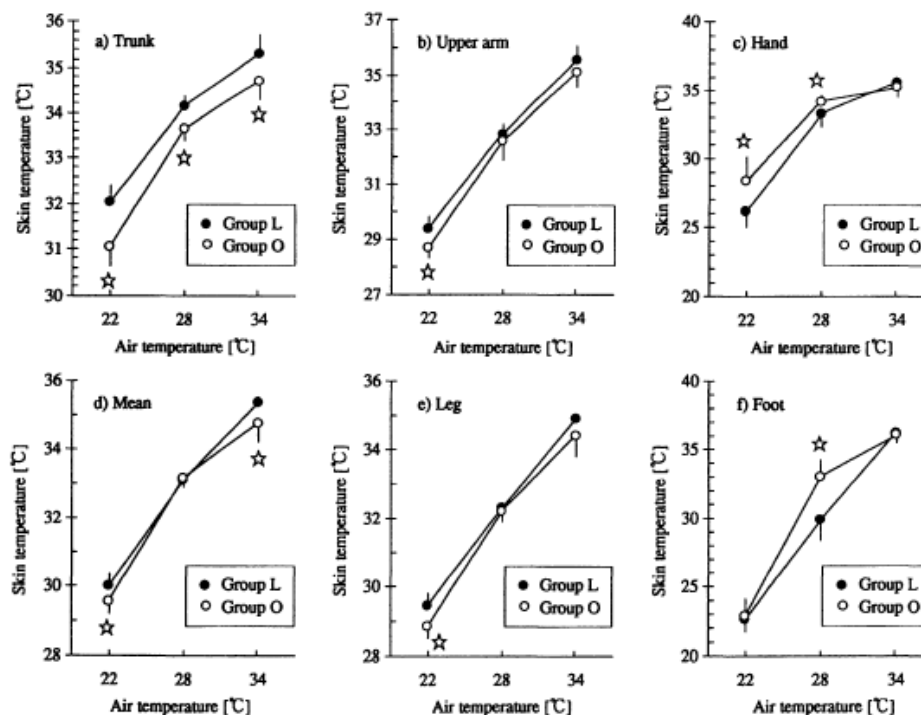 a) Trunk
Skin temperature [℃]
36
35
34
33
32
31
30
Group L
Group O
22 28 34
Air temperature [℃]
b) Upper arm
Skin temperature [℃]
37
35
33
31
29
27
Group L
Group O
22 28 34
Air temperature [℃]
c) Hand
Skin temperature [℃]
40
35
30
25
20
Group L
Group O
22 28 34
Air temperature [℃]
d) Mean
Skin temperature [℃]
36
34
32
30
28
Group L
Group O
22 28 34
Air temperature [℃]
e) Leg
Skin temperature [℃]
36
34
32
30
28
Group L
Group O
22 28 34
Air temperature [℃]
f) Foot
Skin temperature [℃]
40
35
30
25
20
Group L
Group O
22 28 34
Air temperature [℃]